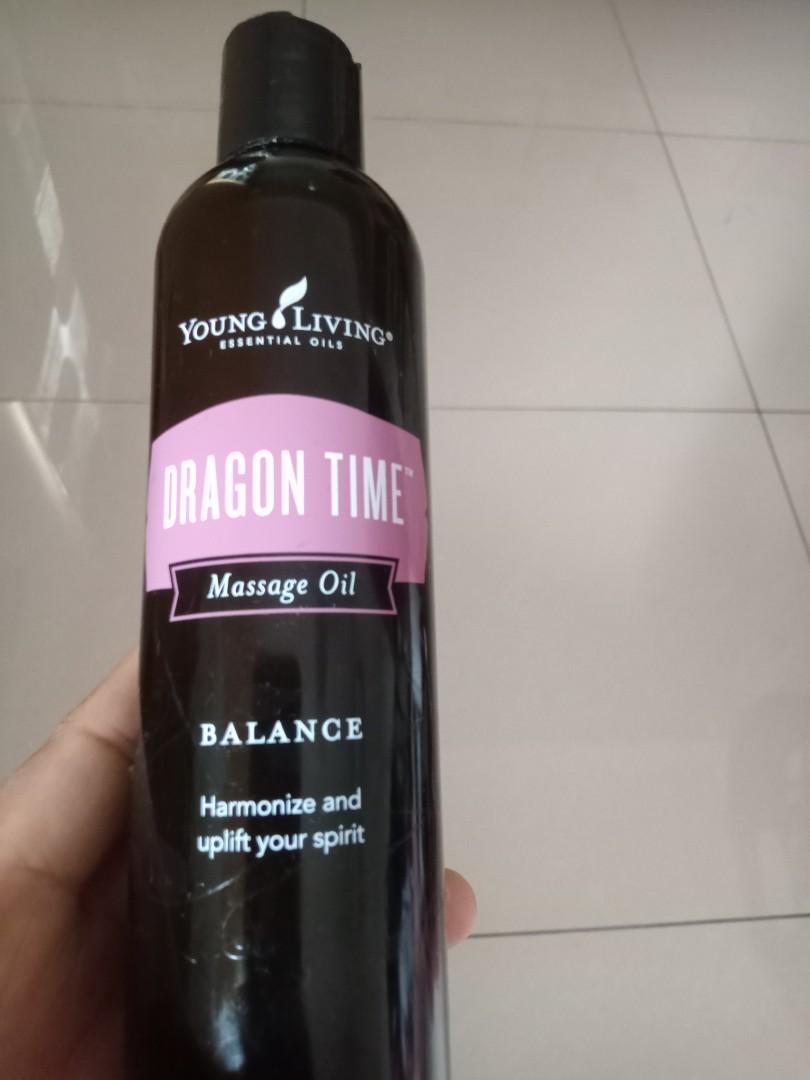 YOUNG LIVING®
ESSENTIAL OILS
DRAGON TIME™
Massage Oil
BALANCE
Harmonize and
uplift your spirit